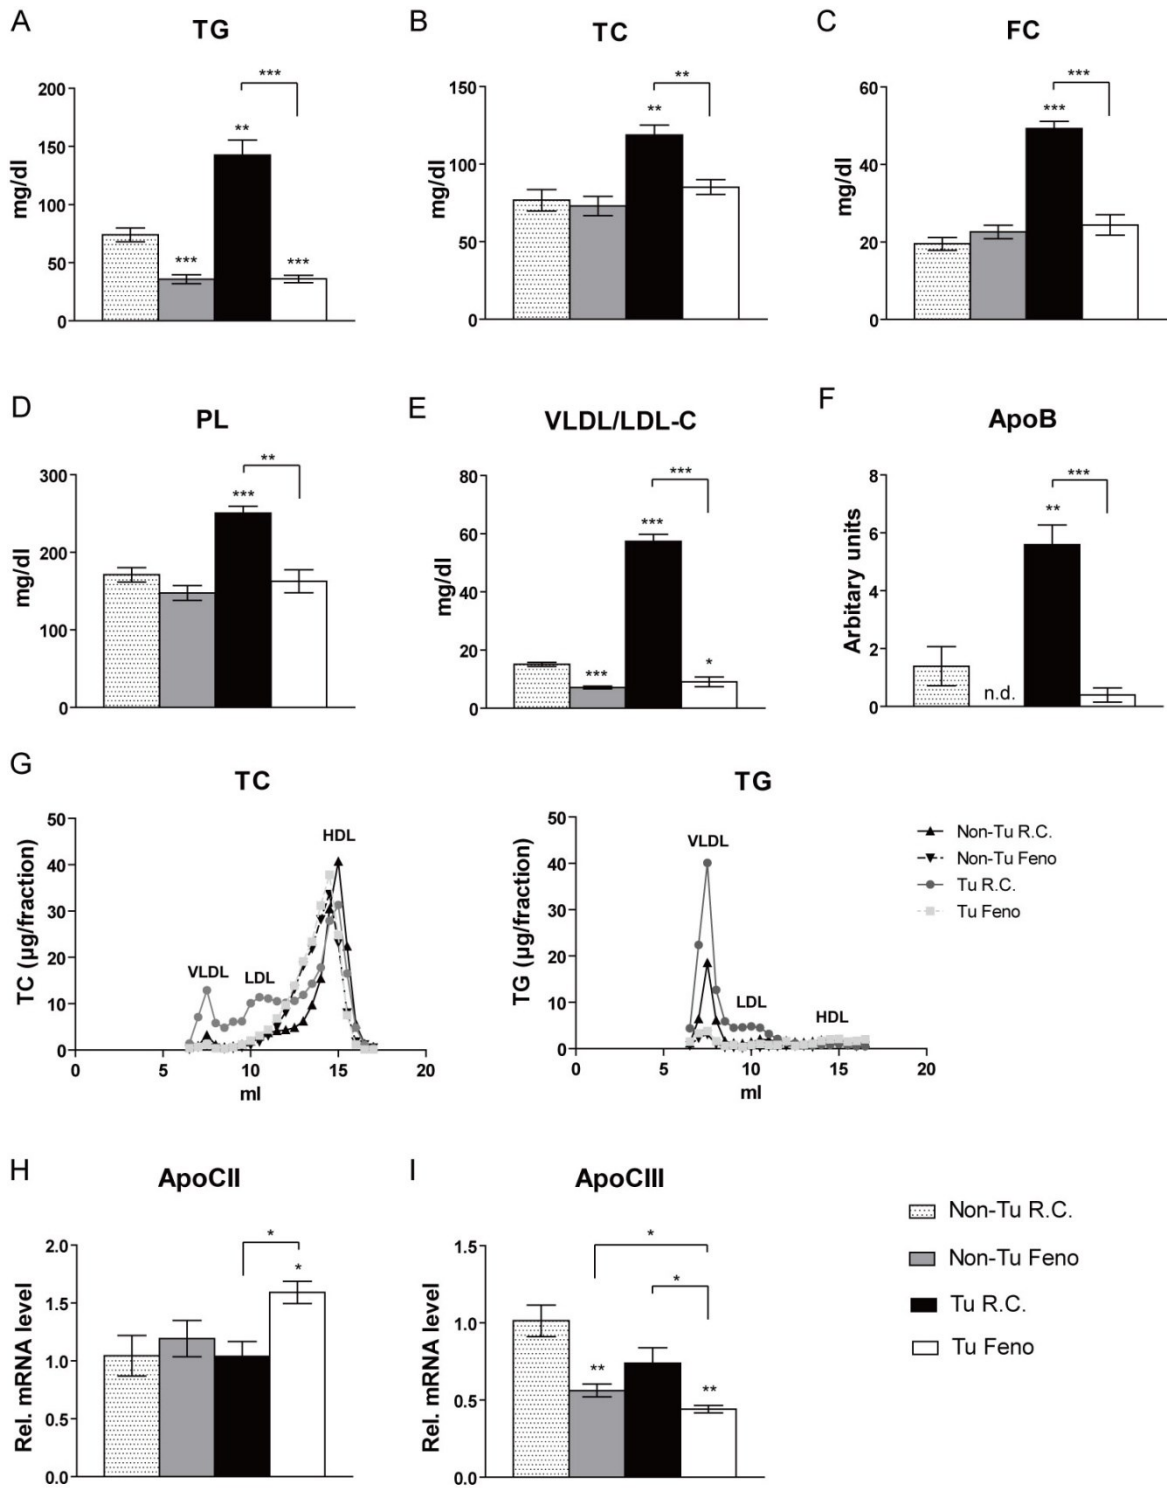 A
TG
mg/dl
200
150
100
50
0
***
**
***
***
B
TC
mg/dl
150
100
50
0
**
**
C
FC
mg/dl
60
40
20
0
***
***
D
PL
mg/dl
300
200
100
0
**
***
E
VLDL/LDL-C
mg/dl
80
60
40
20
0
***
***
***
*
F
ApoB
Arbitary units
8
6
4
2
0
***
**
n.d.
G
TC
TC (µg/fraction)
50
40
30
20
10
0
VLDL
LDL
HDL
0 5 10 15 20
ml
TG
TG (µg/fraction)
50
40
30
20
10
0
VLDL
LDL
HDL
0 5 10 15 20
ml
Non-Tu R.C.
Non-Tu Feno
Tu R.C.
Tu Feno
H
ApoCII
Rel. mRNA level
2.0
1.5
1.0
0.5
0.0
*
*
I
ApoCIII
Rel. mRNA level
1.5
1.0
0.5
0.0
*
*
**
**
Non-Tu R.C.
Non-Tu Feno
Tu R.C.
Tu Feno